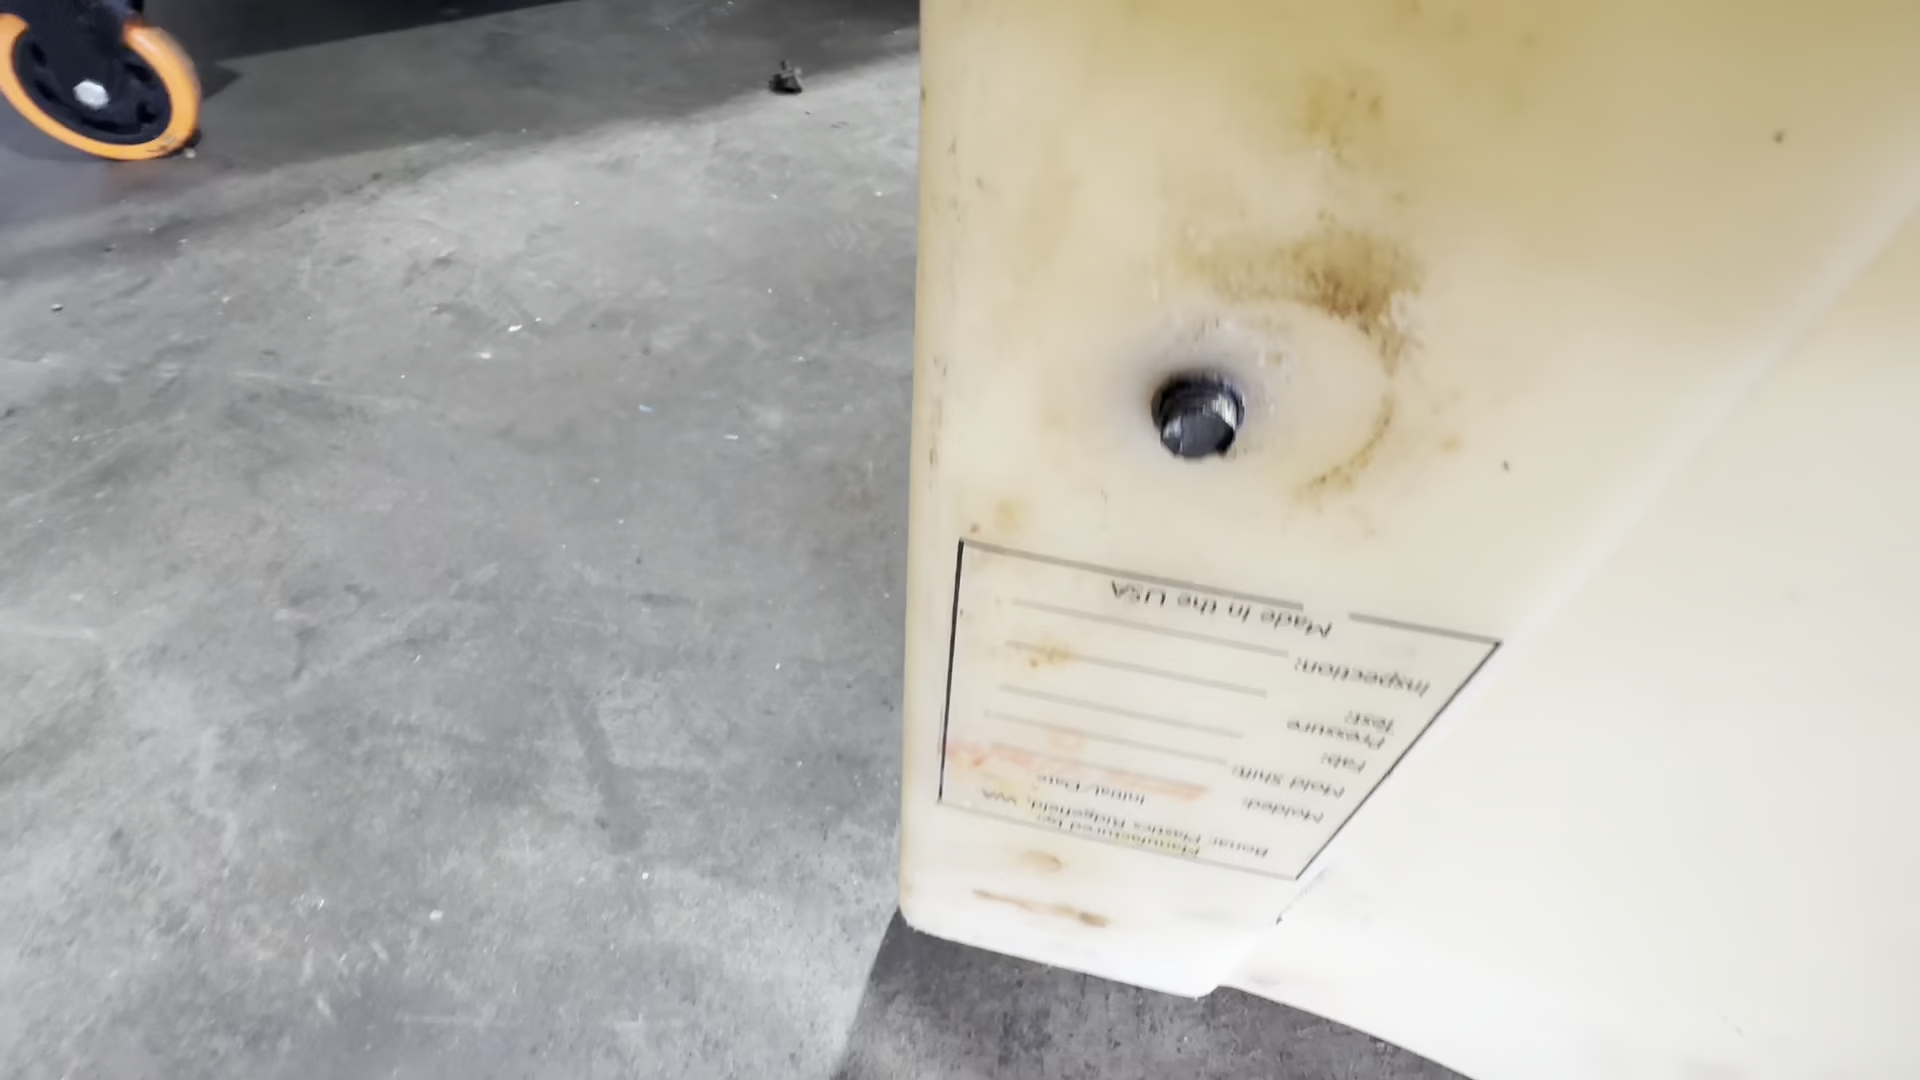 Manufactured by:
Bonar Plastics Ridgefield, WA
Initial/Date
Molded:
Mold Shift:
Fab:
Pressure
Test:
Inspection:
Made in the USA